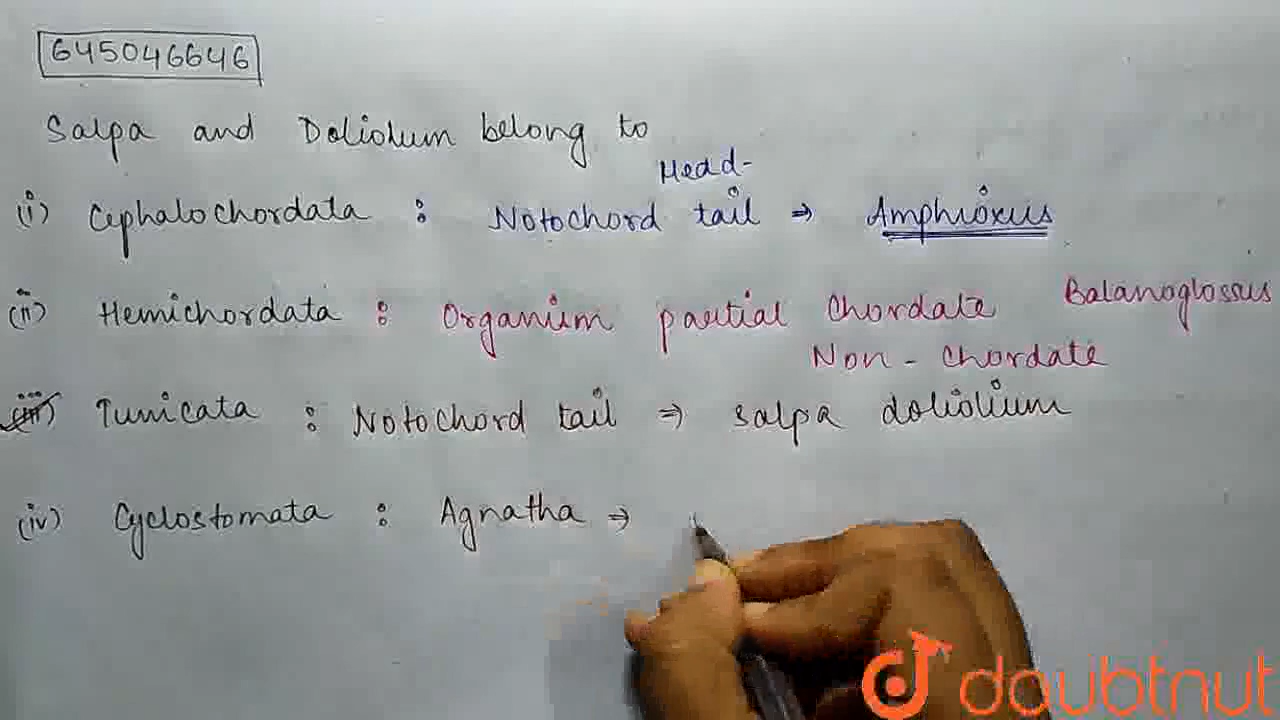 645046646
Salpa and Doliolum belong to
Head-
(i) Cephalochordata : Notochord tail ⇒ Amphioxus
(ii) Hemichordata : Organism partial Chordate Balanoglossus
Non - Chordate
(iii) Tunicata : Notochord tail ⇒ Salpa doliolium
(iv) Cyclostomata : Agnatha ⇒
doubtnut